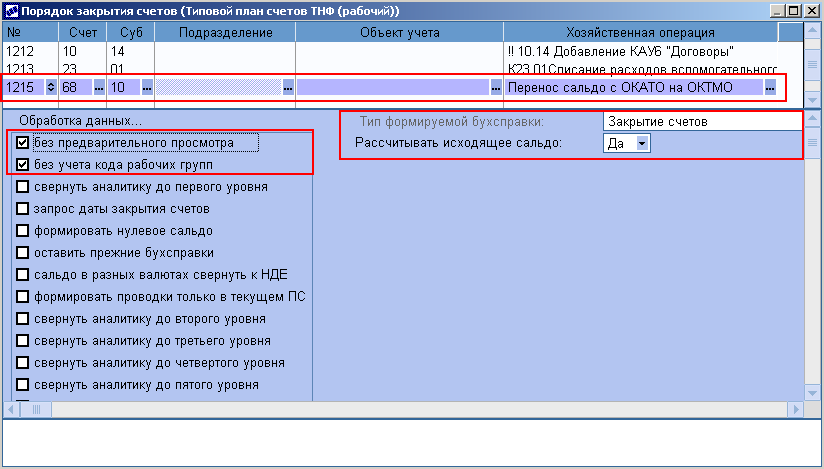 Порядок закрытия счетов (Типовой план счетов ТНФ (рабочий))
№ Счет Суб Подразделение Объект учета Хозяйственная операция
1212 10 14 !! 10.14 Добавление КАУ6 "Договоры"
1213 23 01 К23.01Списание расходов вспомогательного
1215 68 10 Перенос сальдо с ОКАТО на ОКТМО
Обработка данных...
без предварительного просмотра
без учета кода рабочих групп
свернуть аналитику до первого уровня
запрос даты закрытия счетов
формировать нулевое сальдо
оставить прежние бухсправки
сальдо в разных валютах свернуть к НДЕ
формировать проводки только в текущем ПС
свернуть аналитику до второго уровня
свернуть аналитику до третьего уровня
свернуть аналитику до четвертого уровня
свернуть аналитику до пятого уровня
Тип формируемой бухсправки: Закрытие счетов
Рассчитывать исходящее сальдо: Да